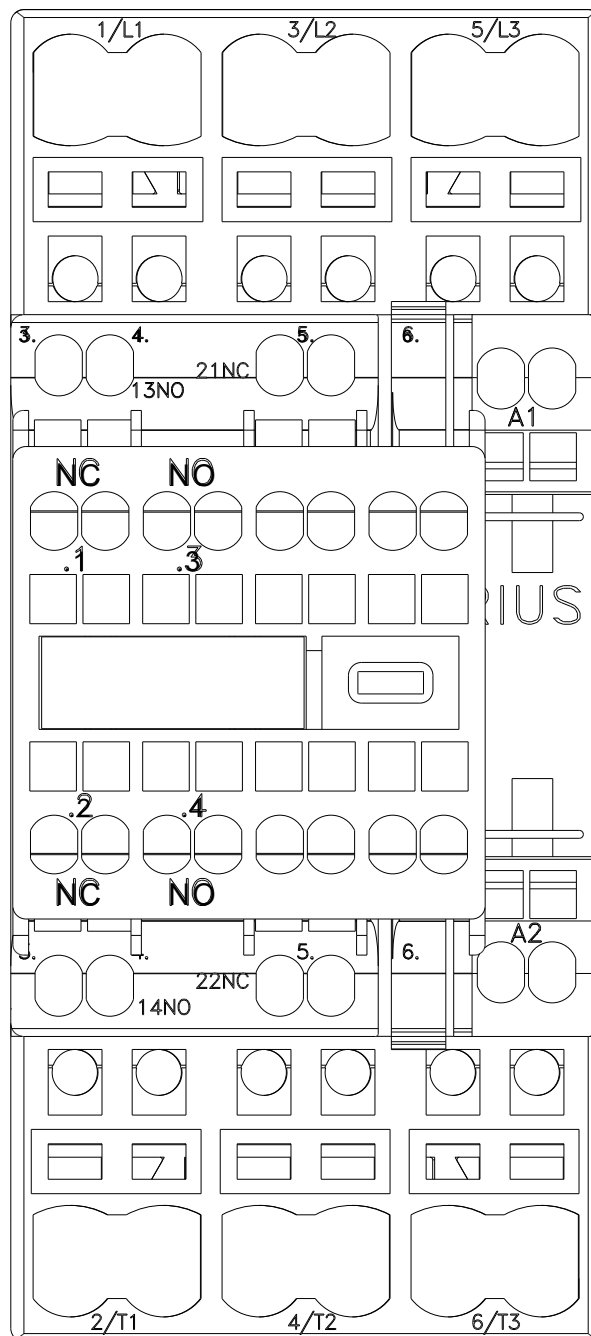 1/L1 3/L2 5/L3
3. 4. 5. 6.
21NC
13NO
A1
NC NO
.1 .3
RIUS
.2 .4
NC NO
A2
5. 6.
22NC
14NO
2/T1 4/T2 6/T3